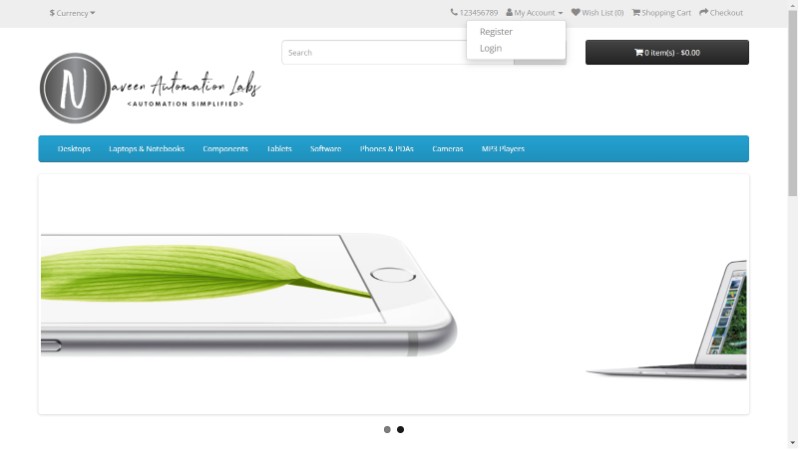 $ Currency
123456789 My Account Wish List (0) Shopping Cart Checkout
Register
Login
Search
0 item(s) - $0.00
Naveen Automation Labs
<AUTOMATION SIMPLIFIED>
Desktops Laptops & Notebooks Components Tablets Software Phones & PDAs Cameras MP3 Players